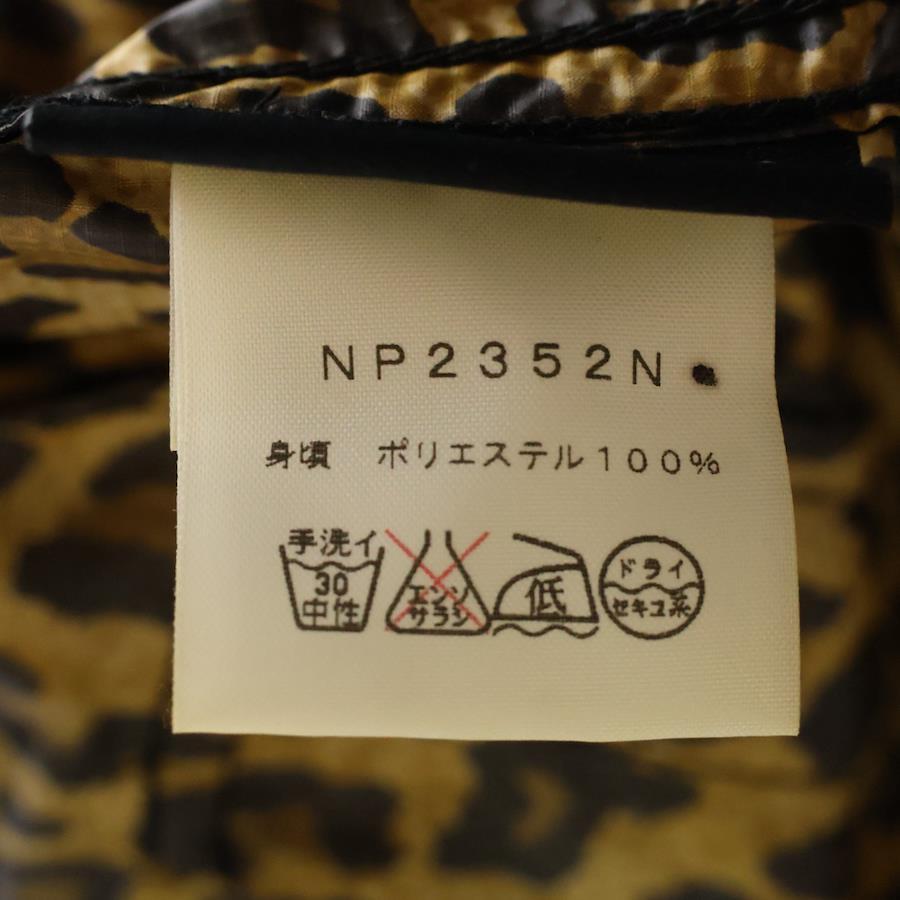 NP2352N
身頃 ポリエステル100%
手洗イ
30
中性
エンソ
サラシ
低
ドライ
セキユ系